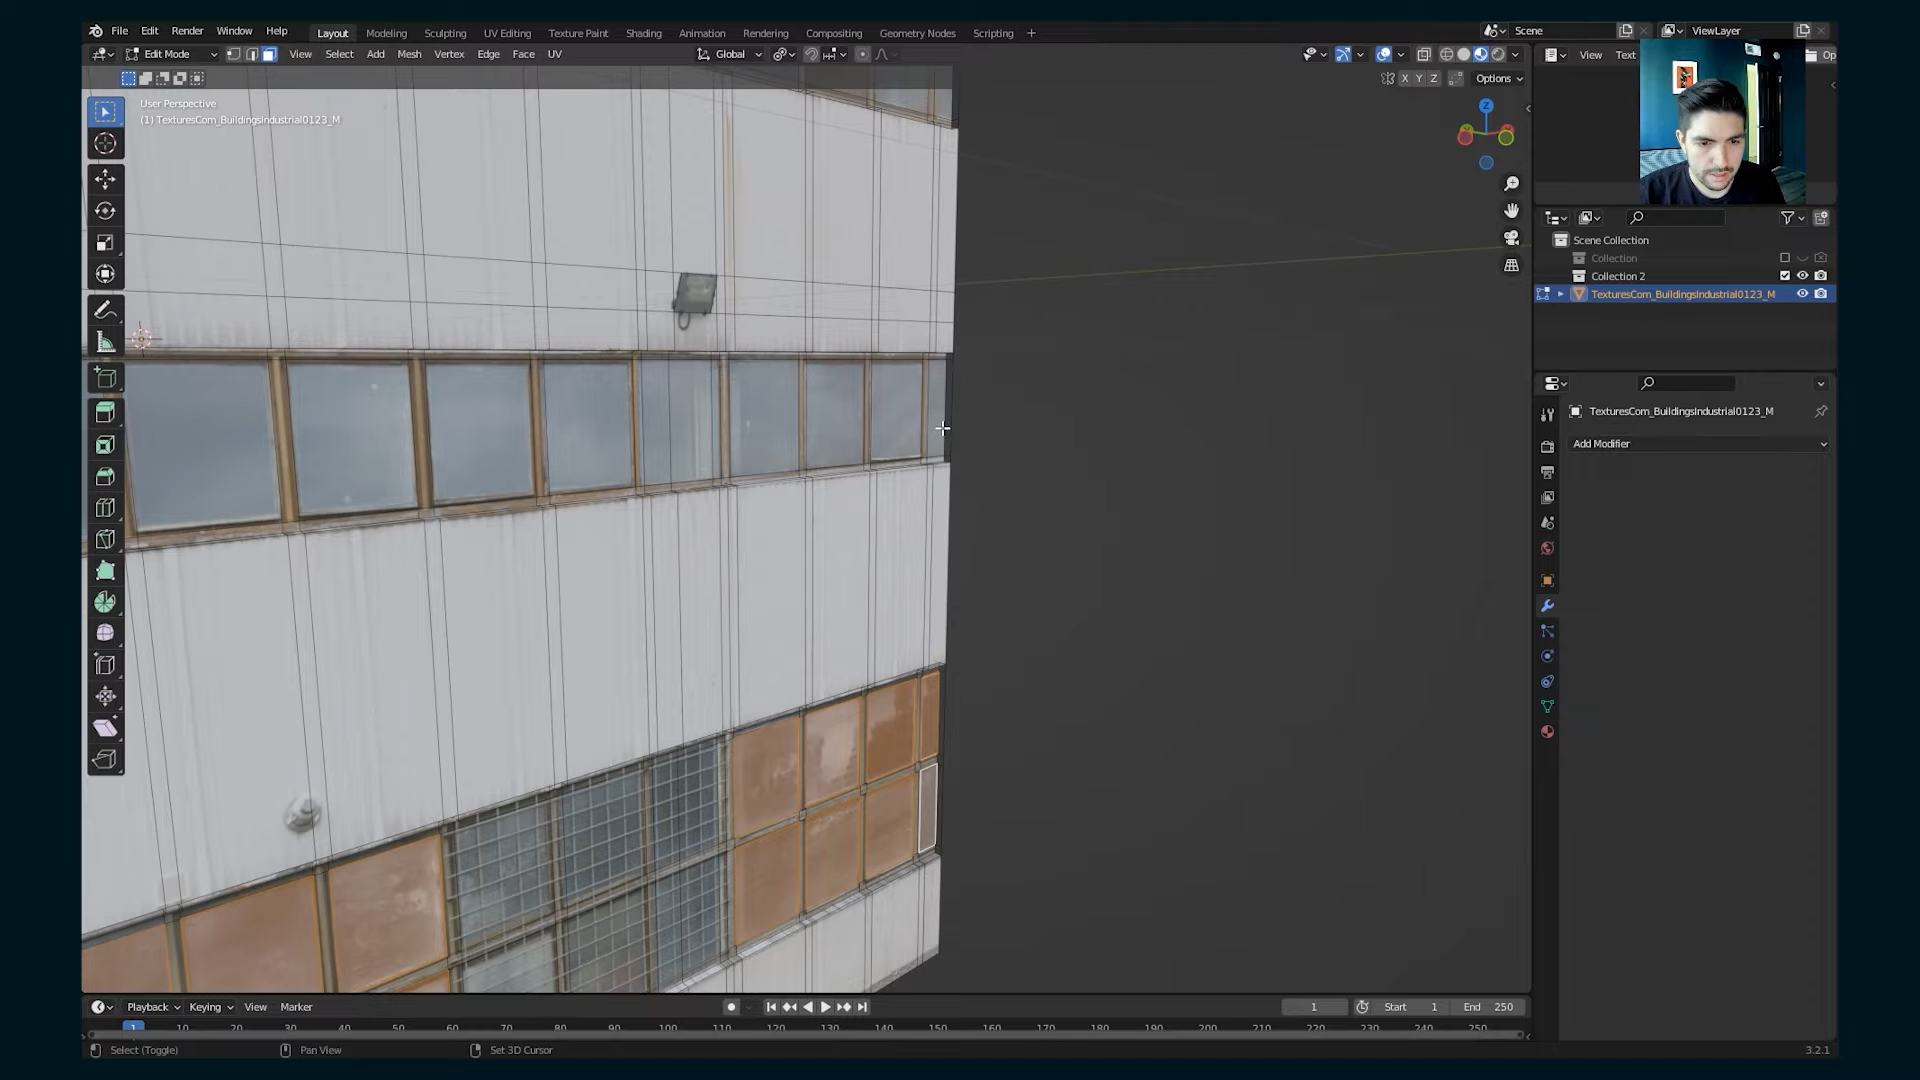 File Edit Render Window Help Layout Modeling Sculpting UV Editing Texture Paint Shading Animation Rendering Compositing Geometry Nodes Scripting + Scene ViewLayer
Edit Mode View Select Add Mesh Vertex Edge Face UV Global View Text Op
X Y Z Options
User Perspective
(1) TexturesCom_BuildingsIndustrial0123_M
Z
Scene Collection
Collection
Collection 2
TexturesCom_BuildingsIndustrial0123_M
TexturesCom_BuildingsIndustrial0123_M
Add Modifier
Playback Keying View Marker 1 Start 1 End 250
1 10 20 30 40 50 60 70 80 90 100 110 120 130 140 150 160 170 180 190 200 210 220 230 240 250
Select (Toggle) Pan View Set 3D Cursor 3.2.1